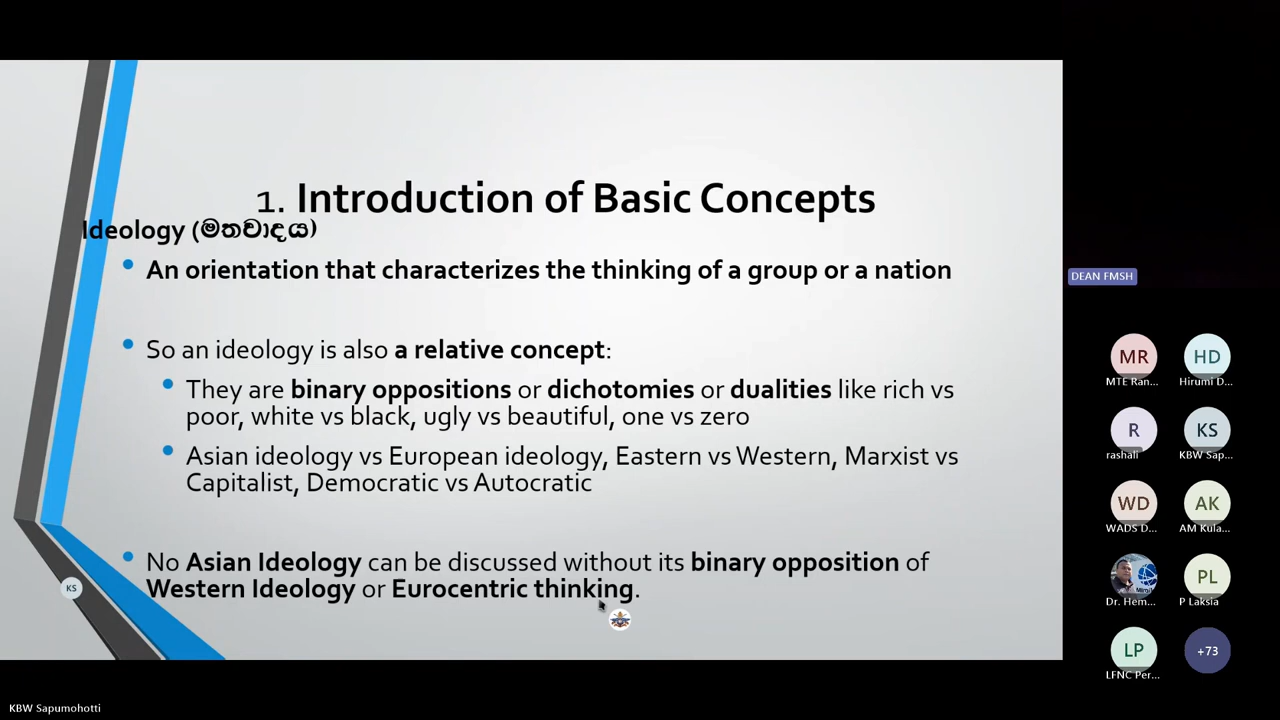 1. Introduction of Basic Concepts
Ideology (මතවාදය)
An orientation that characterizes the thinking of a group or a nation
So an ideology is also a relative concept:
They are binary oppositions or dichotomies or dualities like rich vs
poor, white vs black, ugly vs beautiful, one vs zero
Asian ideology vs European ideology, Eastern vs Western, Marxist vs
Capitalist, Democratic vs Autocratic
No Asian Ideology can be discussed without its binary opposition of
Western Ideology or Eurocentric thinking.
KS
KBW Sapumohotti
DEAN FMSH
MR HD
MTE Ran... Hirumi D...
R KS
rashali KBW Sap...
WD AK
WADS D... AM Kula...
PL
Dr. Hem... P Laksia
LP +73
LFNC Per...